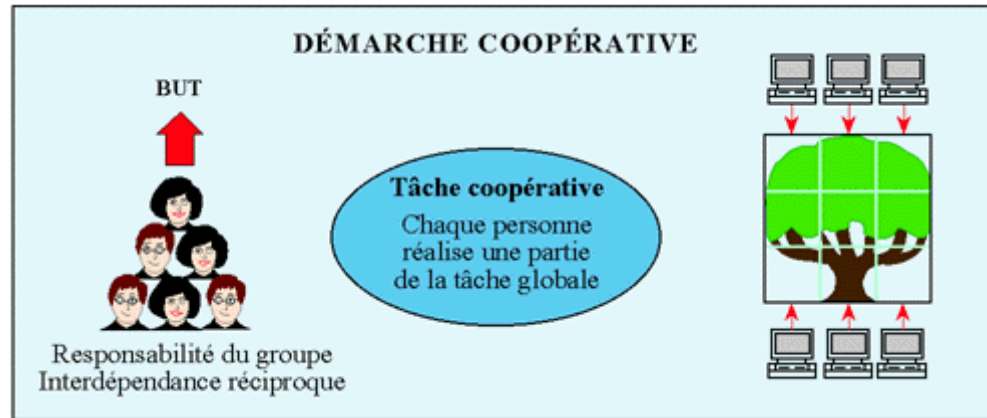 DÉMARCHE COOPÉRATIVE
BUT
Responsabilité du groupe
Interdépendance réciproque
Tâche coopérative
Chaque personne
réalise une partie
de la tâche globale